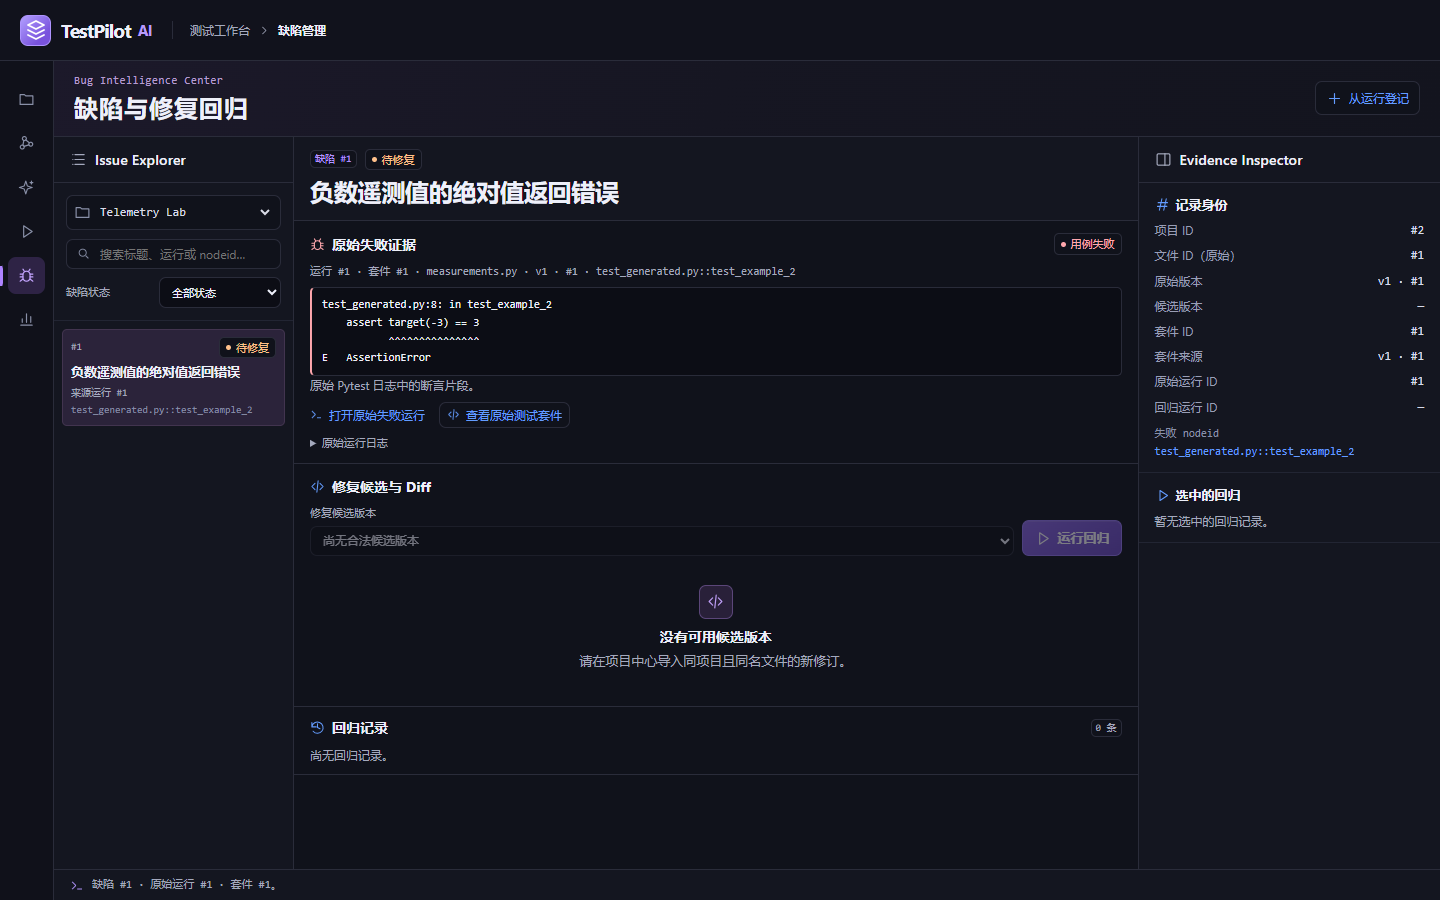 TestPilot AI
测试工作台 > 缺陷管理
Bug Intelligence Center
缺陷与修复回归
从运行登记
Issue Explorer
Telemetry Lab
搜索标题、运行或 nodeid...
缺陷状态 全部状态
#1 待修复
负数遥测值的绝对值返回错误
来源运行 #1
test_generated.py::test_example_2
缺陷 #1 待修复
负数遥测值的绝对值返回错误
原始失败证据 用例失败
运行 #1 · 套件 #1 · measurements.py · v1 · #1 · test_generated.py::test_example_2
test_generated.py:8: in test_example_2
assert target(-3) == 3
^^^^^^^^^^^^^^^
E   AssertionError
原始 Pytest 日志中的断言片段。
打开原始失败运行 查看原始测试套件
原始运行日志
修复候选与 Diff
修复候选版本
尚无合法候选版本 运行回归
没有可用候选版本
请在项目中心导入同项目且同名文件的新修订。
回归记录 0 条
尚无回归记录。
Evidence Inspector
记录身份
项目 ID #2
文件 ID（原始） #1
原始版本 v1 · #1
候选版本 —
套件 ID #1
套件来源 v1 · #1
原始运行 ID #1
回归运行 ID —
失败 nodeid
test_generated.py::test_example_2
选中的回归
暂无选中的回归记录。
缺陷 #1 · 原始运行 #1 · 套件 #1。